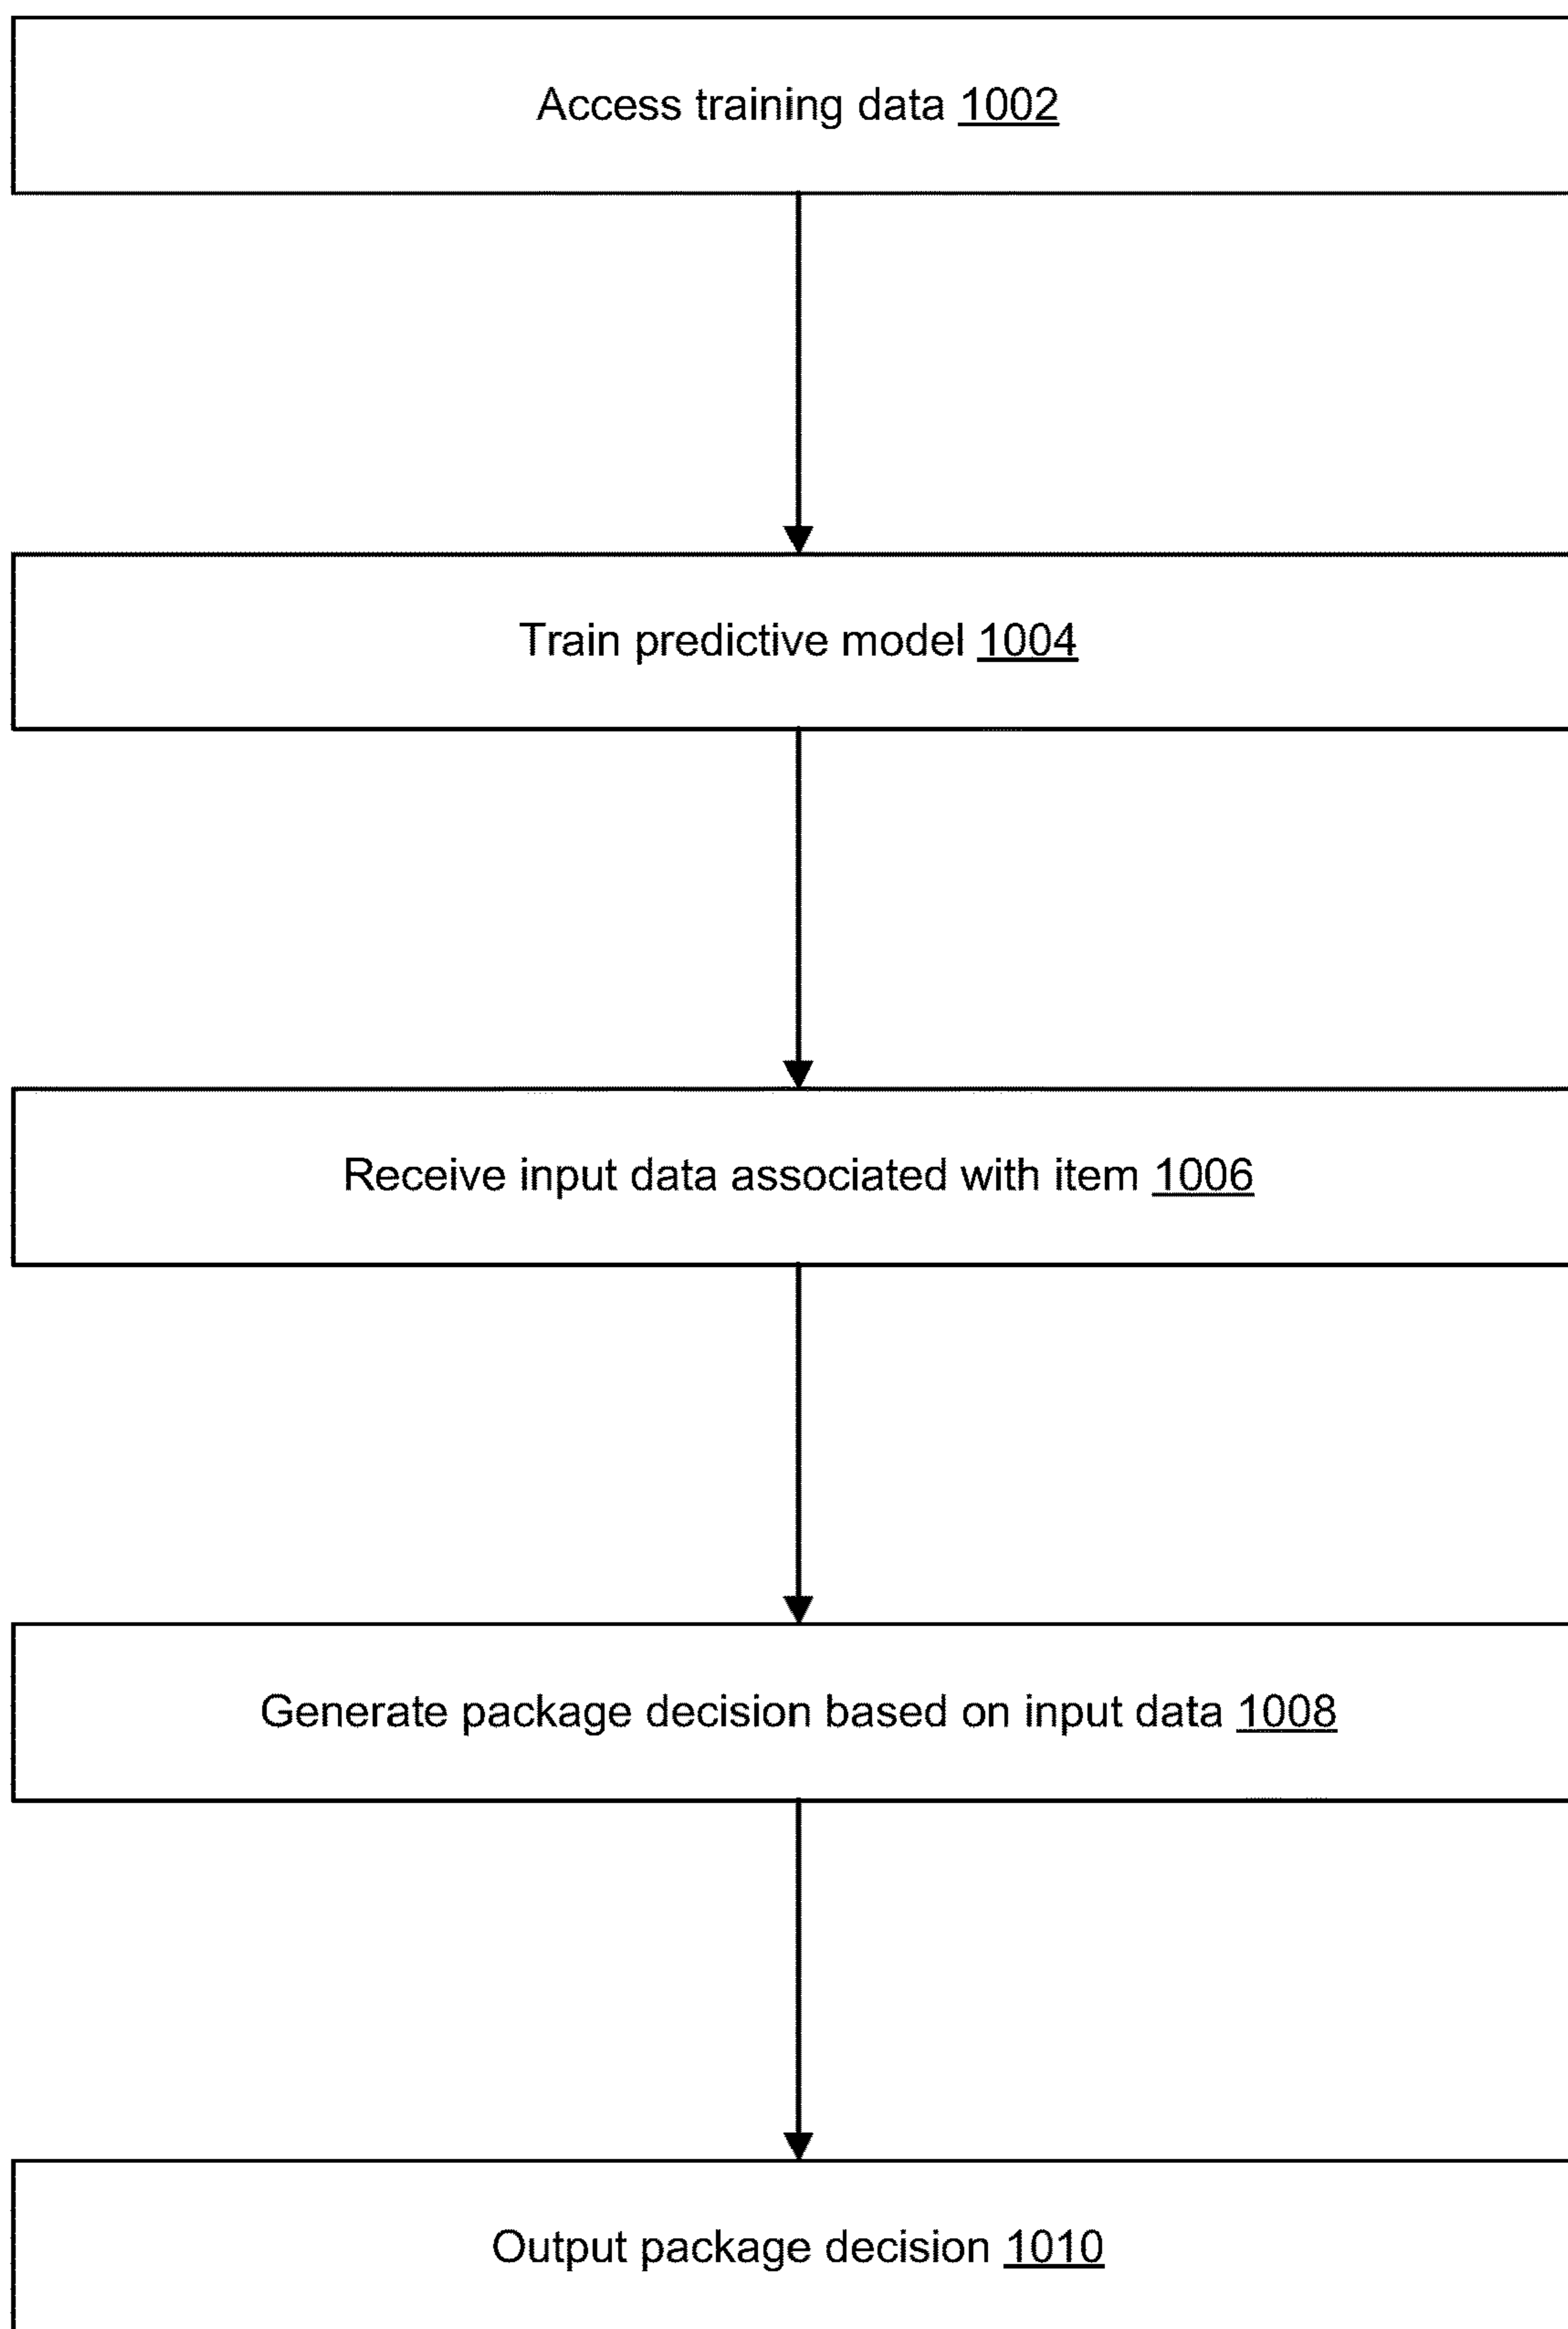 Access training data 1002
Train predictive model 1004
Receive input data associated with item 1006
Generate package decision based on input data 1008
Output package decision 1010